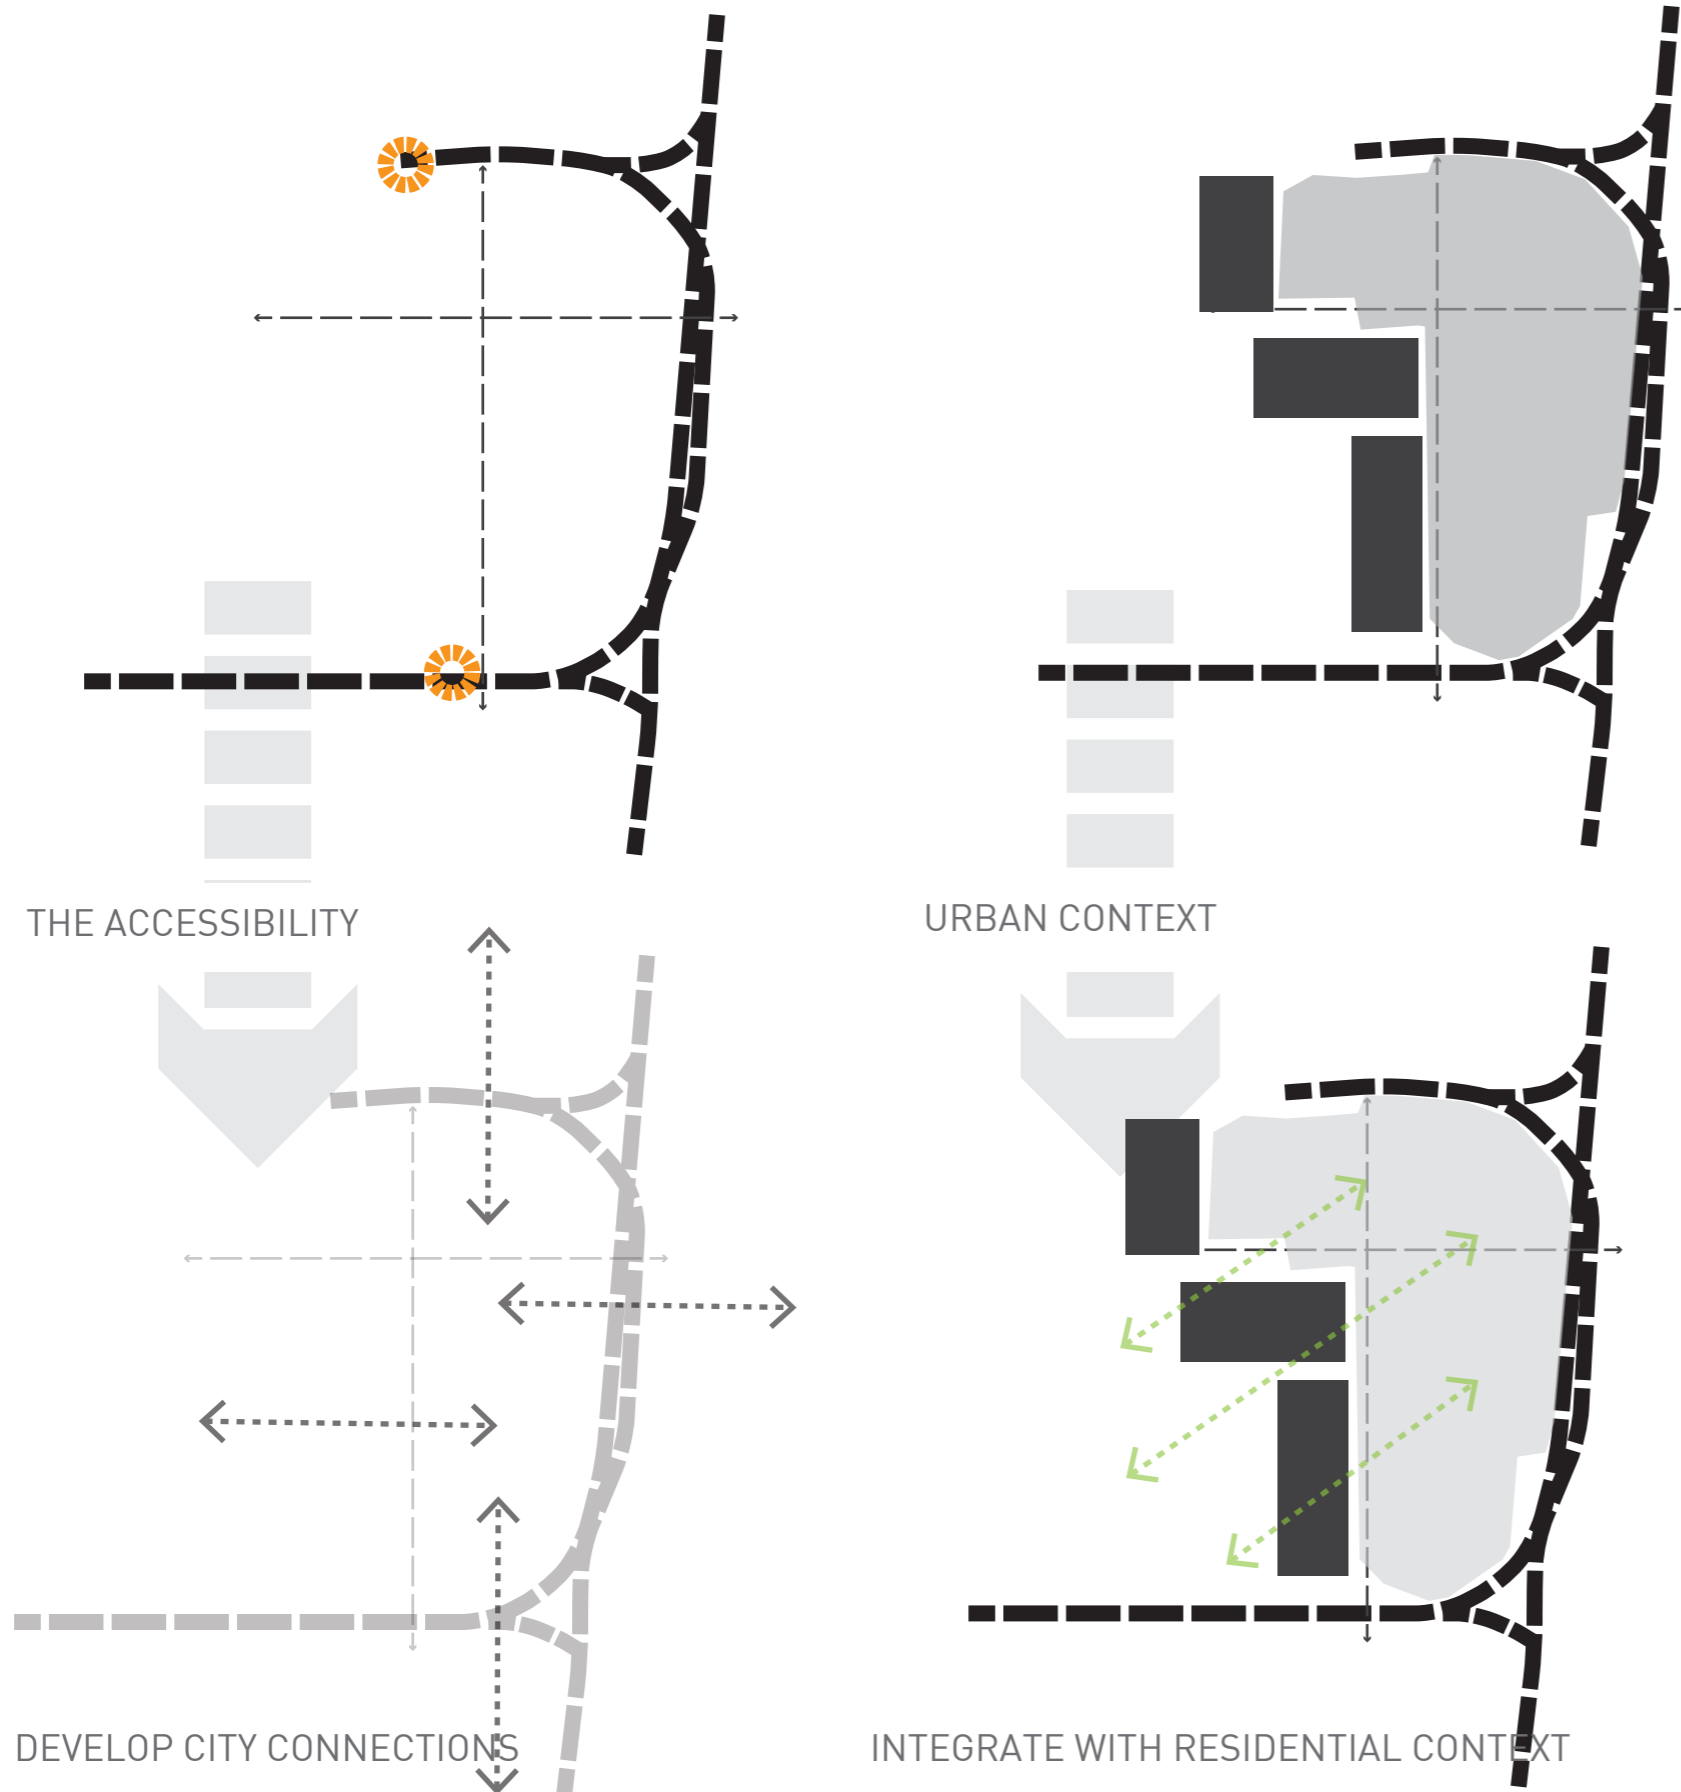 THE ACCESSIBILITY
URBAN CONTEXT
DEVELOP CITY CONNECTIONS
INTEGRATE WITH RESIDENTIAL CONTEXT